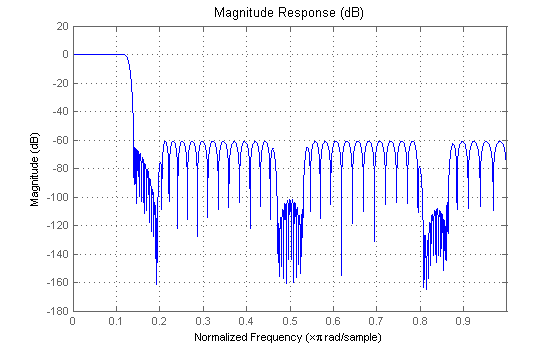 Magnitude Response (dB)
20
0
-20
-40
-60
-80
-100
-120
-140
-160
-180
Magnitude (dB)
0 0.1 0.2 0.3 0.4 0.5 0.6 0.7 0.8 0.9
Normalized Frequency (×π rad/sample)